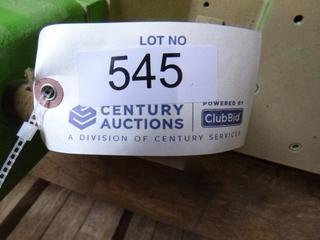 LOT NO
545
CENTURY
AUCTIONS
POWERED BY
ClubBid
A DIVISION OF CENTURY SERVICES